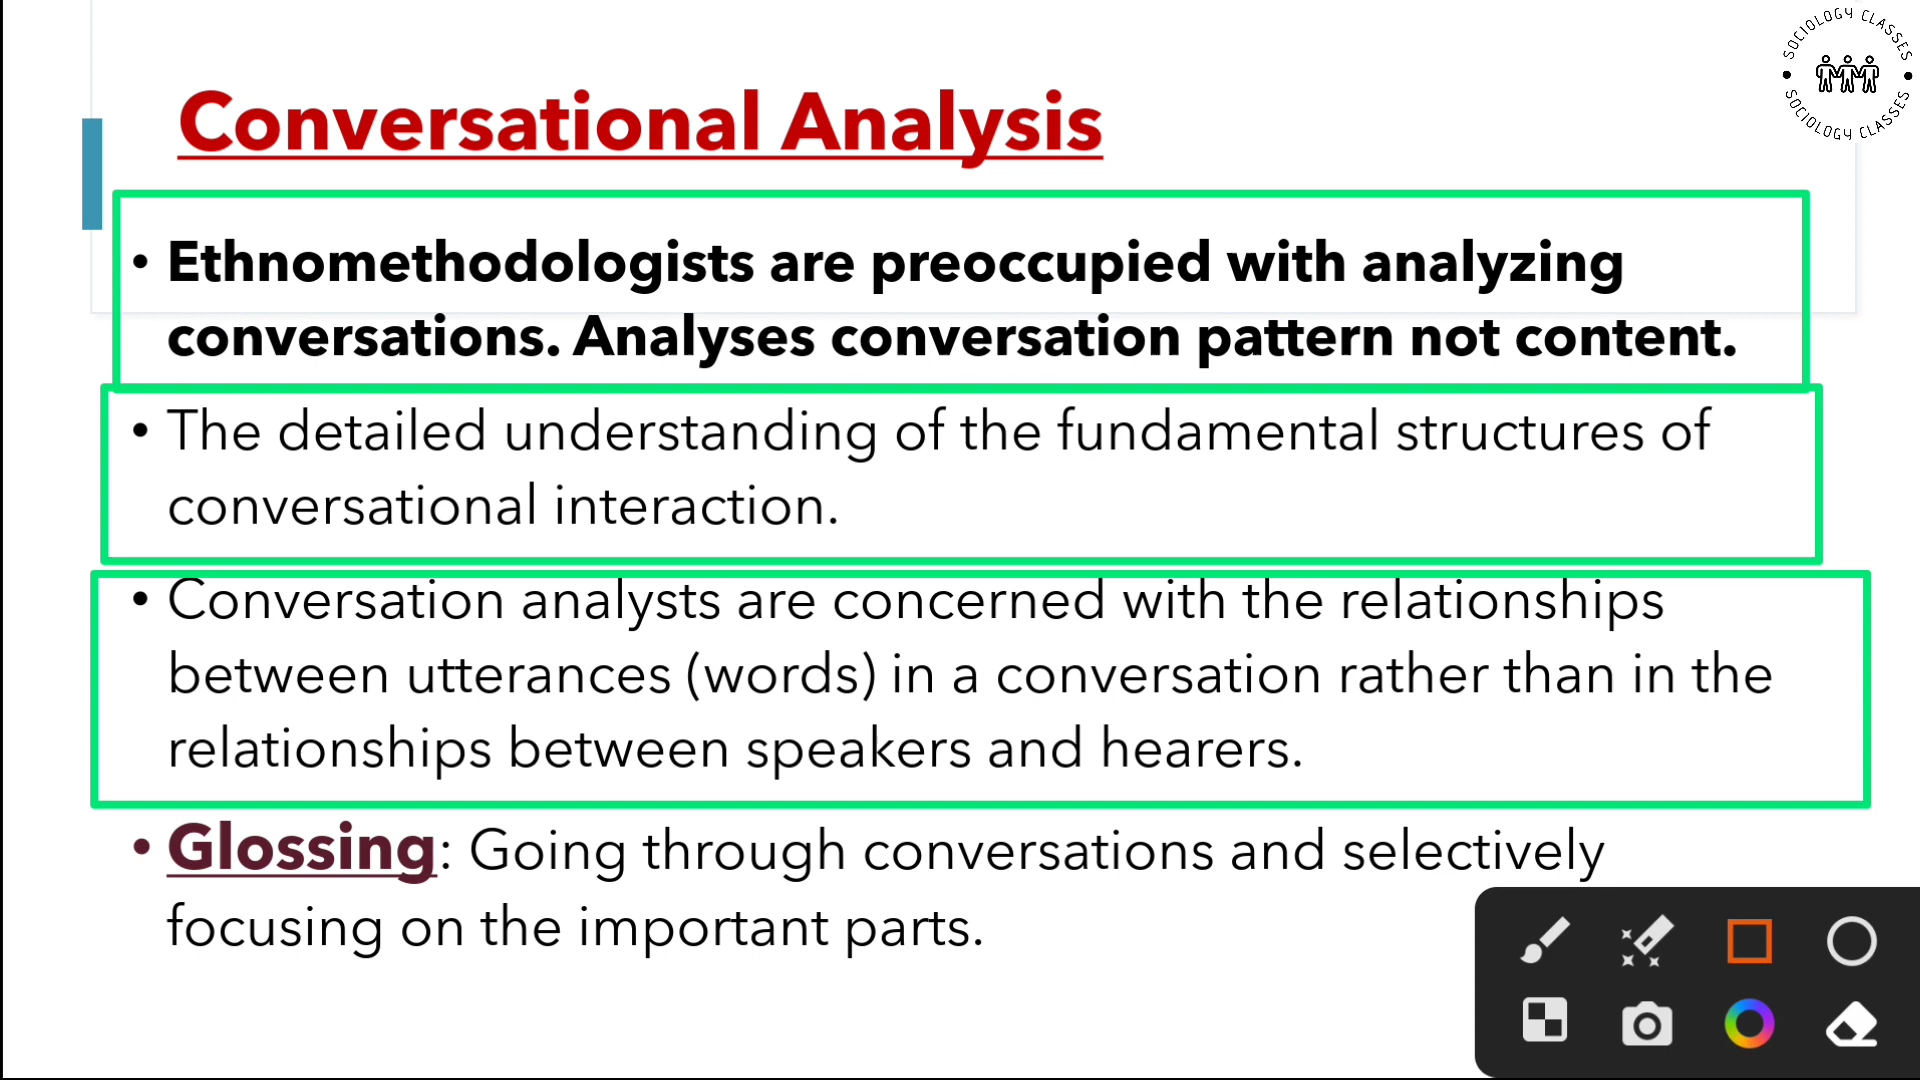 SOCIOLOGY CLASSES
SOCIOLOGY CLASSES
Conversational Analysis
• Ethnomethodologists are preoccupied with analyzing
conversations. Analyses conversation pattern not content.
• The detailed understanding of the fundamental structures of
conversational interaction.
• Conversation analysts are concerned with the relationships
between utterances (words) in a conversation rather than in the
relationships between speakers and hearers.
• Glossing: Going through conversations and selectively
focusing on the important parts.